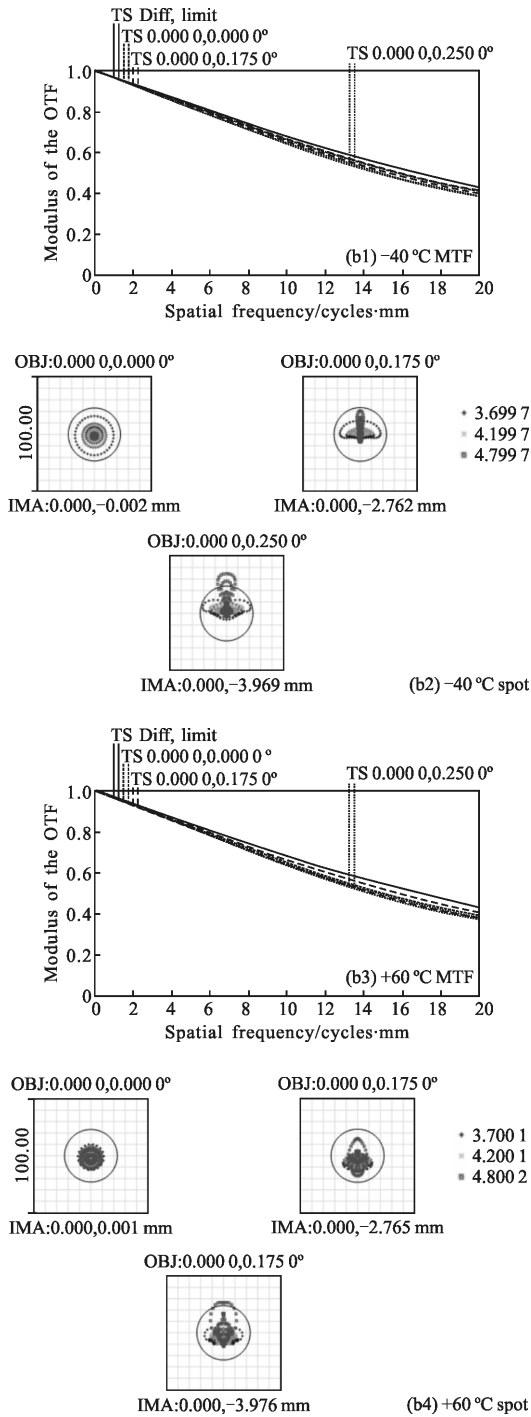 TS Diff, limit
TS 0.000 0,0.000 0º
TS 0.000 0,0.175º
TS 0.000 0,0.250 0º
Modulus of the OTF
1.0
0.8
0.6
0.4
0.2
0
(b1) −40 ºC MTF
0 2 4 6 8 10 12 14 16 18 20
Spatial frequency/cycles·mm
OBJ:0.000 0,0.000 0º
OBJ:0.000 0,0.175 0º
100.00
3.699 7
4.199 7
4.799 7
IMA:0.000,−0.002 mm
IMA:0.000,−2.762 mm
OBJ:0.000 0,0.250 0º
IMA:0.000,−3.969 mm
(b2) −40 ºC spot
TS Diff, limit
TS 0.000 0,0.000 0 º
TS 0.000 0,0.175 0º
TS 0.000 0,0.250 0º
Modulus of the OTF
1.0
0.8
0.6
0.4
0.2
0
(b3) +60 ºC MTF
0 2 4 6 8 10 12 14 16 18 20
Spatial frequency/cycles·mm
OBJ:0.000 0,0.000 0º
OBJ:0.000 0,0.175 0º
100.00
3.700 1
4.200 1
4.800 2
IMA:0.000,0.001 mm
IMA:0.000,−2.765 mm
OBJ:0.000 0,0.175 0º
IMA:0.000,−3.976 mm
(b4) +60 ºC spot